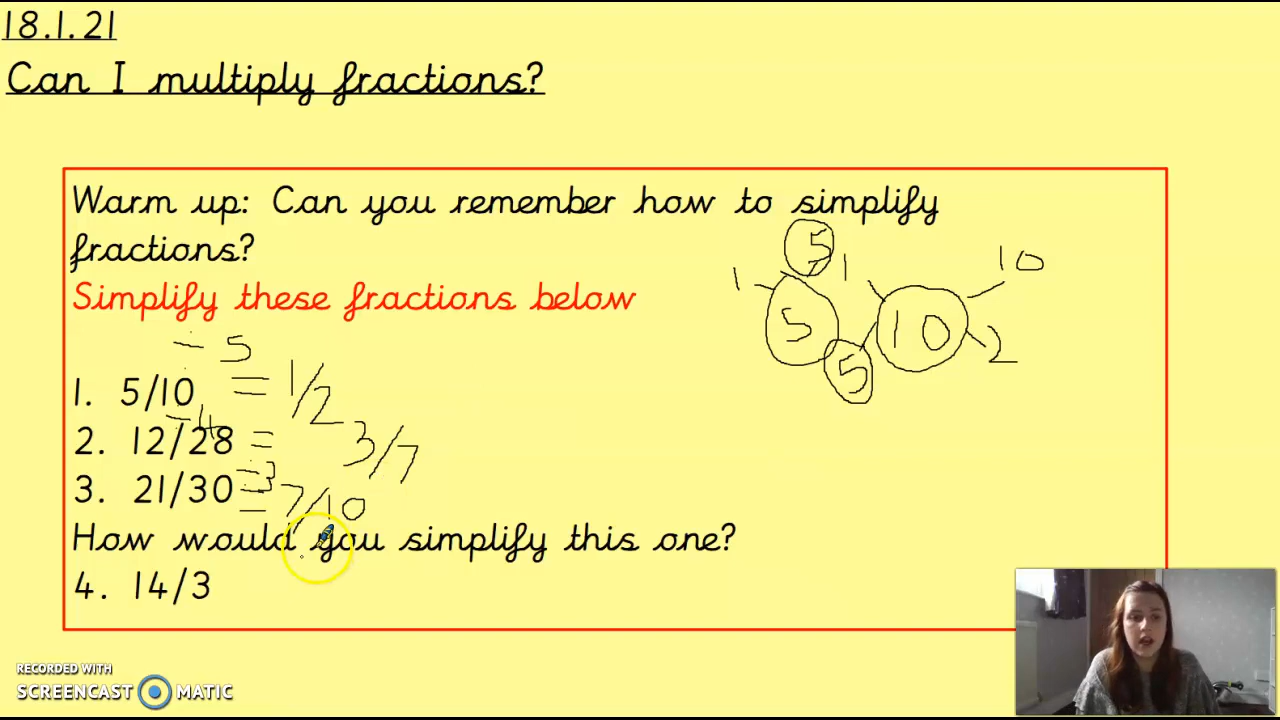 18.1.21
Can I multiply fractions?
Warm up: Can you remember how to simplify
fractions?
Simplify these fractions below
÷ 5
1. 5/10 = 1/2
÷4
2. 12/28 = 3/7
÷3
3. 21/30 = 7/10
How would you simplify this one?
4. 14/3
5
1 5
1 10
10 5 2
RECORDED WITH
SCREENCAST MATIC